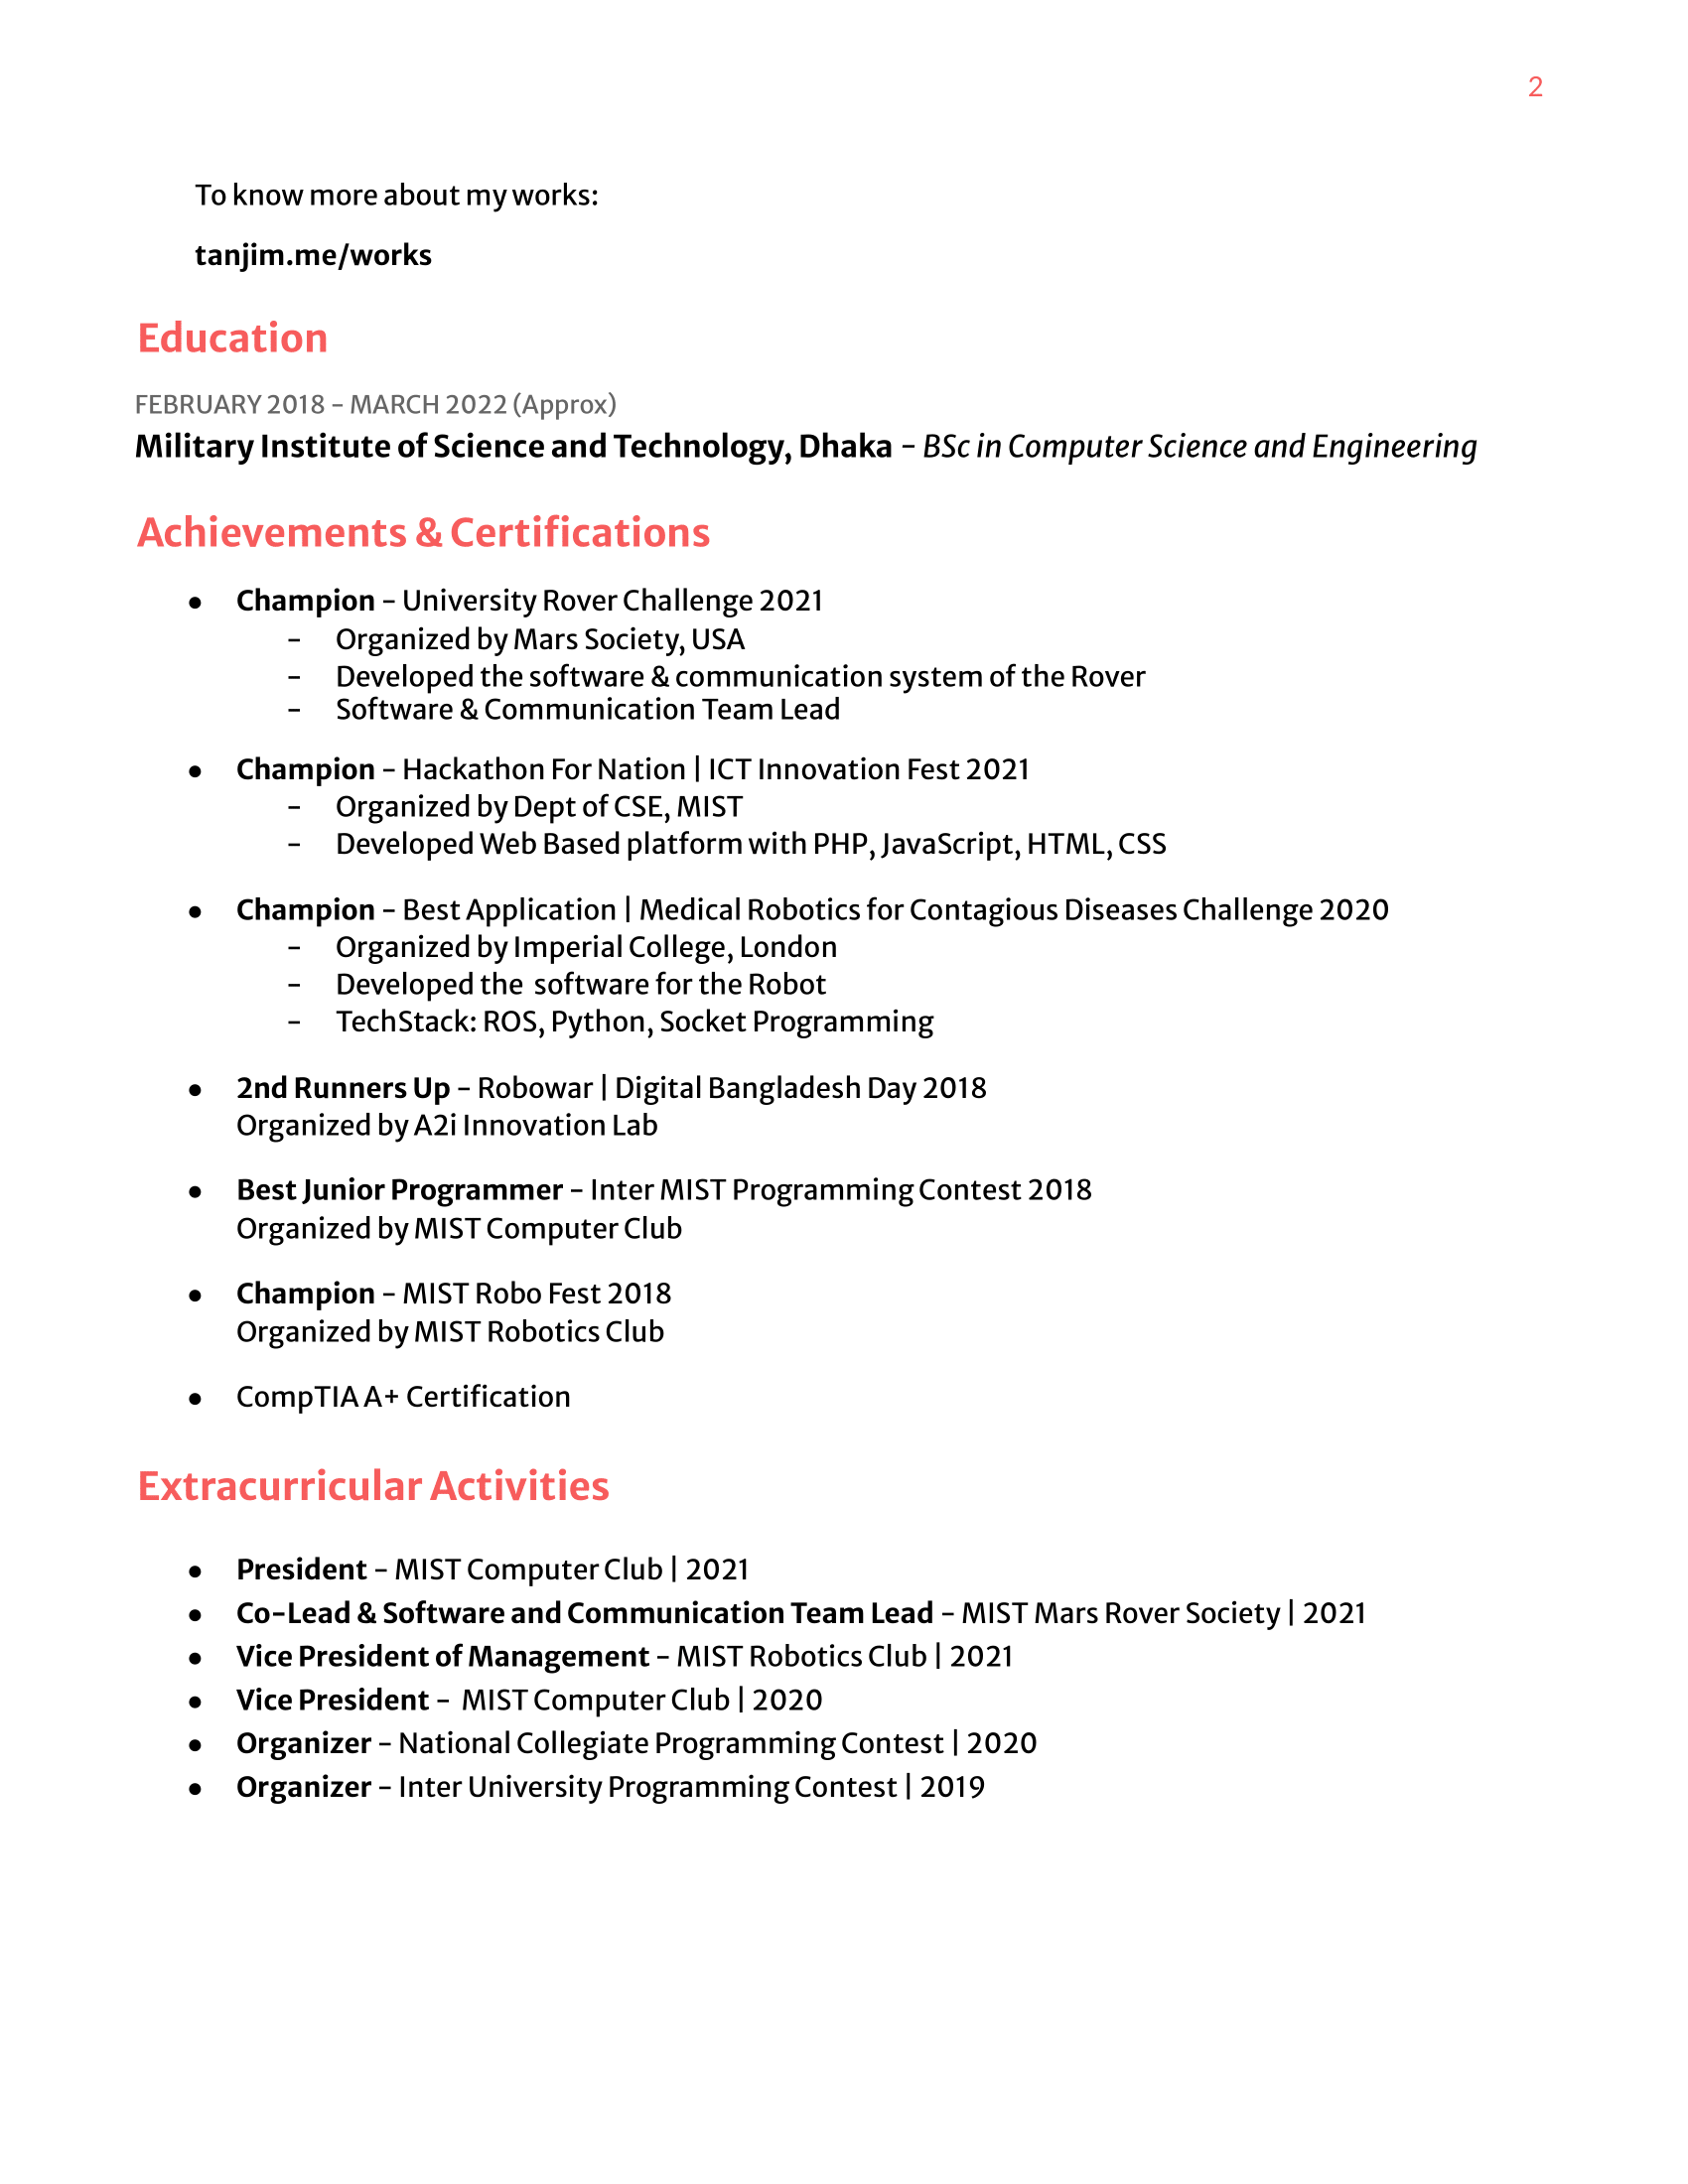 2
To know more about my works:
tanjim.me/works
Education
FEBRUARY 2018 - MARCH 2022 (Approx)
Military Institute of Science and Technology, Dhaka - BSc in Computer Science and Engineering
Achievements & Certifications
● Champion - University Rover Challenge 2021
- Organized by Mars Society, USA
- Developed the software & communication system of the Rover
- Software & Communication Team Lead
● Champion - Hackathon For Nation | ICT Innovation Fest 2021
- Organized by Dept of CSE, MIST
- Developed Web Based platform with PHP, JavaScript, HTML, CSS
● Champion - Best Application | Medical Robotics for Contagious Diseases Challenge 2020
- Organized by Imperial College, London
- Developed the  software for the Robot
- TechStack: ROS, Python, Socket Programming
● 2nd Runners Up - Robowar | Digital Bangladesh Day 2018
Organized by A2i Innovation Lab
● Best Junior Programmer - Inter MIST Programming Contest 2018
Organized by MIST Computer Club
● Champion - MIST Robo Fest 2018
Organized by MIST Robotics Club
● CompTIA A+ Certification
Extracurricular Activities
● President - MIST Computer Club | 2021
● Co-Lead & Software and Communication Team Lead - MIST Mars Rover Society | 2021
● Vice President of Management - MIST Robotics Club | 2021
● Vice President -  MIST Computer Club | 2020
● Organizer - National Collegiate Programming Contest | 2020
● Organizer - Inter University Programming Contest | 2019